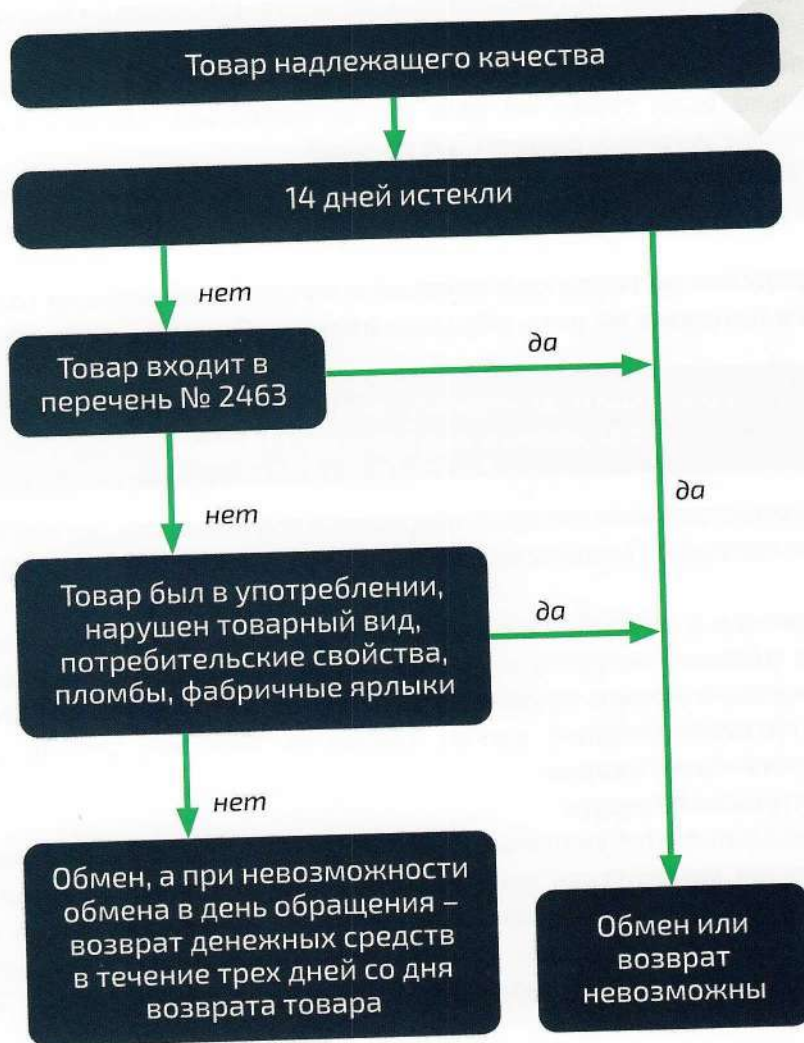 Товар надлежащего качества
14 дней истекли
нет
Товар входит в
перечень № 2463
да
да
нет
Товар был в употреблении,
нарушен товарный вид,
потребительские свойства,
пломбы, фабричные ярлыки
да
нет
Обмен, а при невозможности
обмена в день обращения –
возврат денежных средств
в течение трех дней со дня
возврата товара
Обмен или
возврат
невозможны